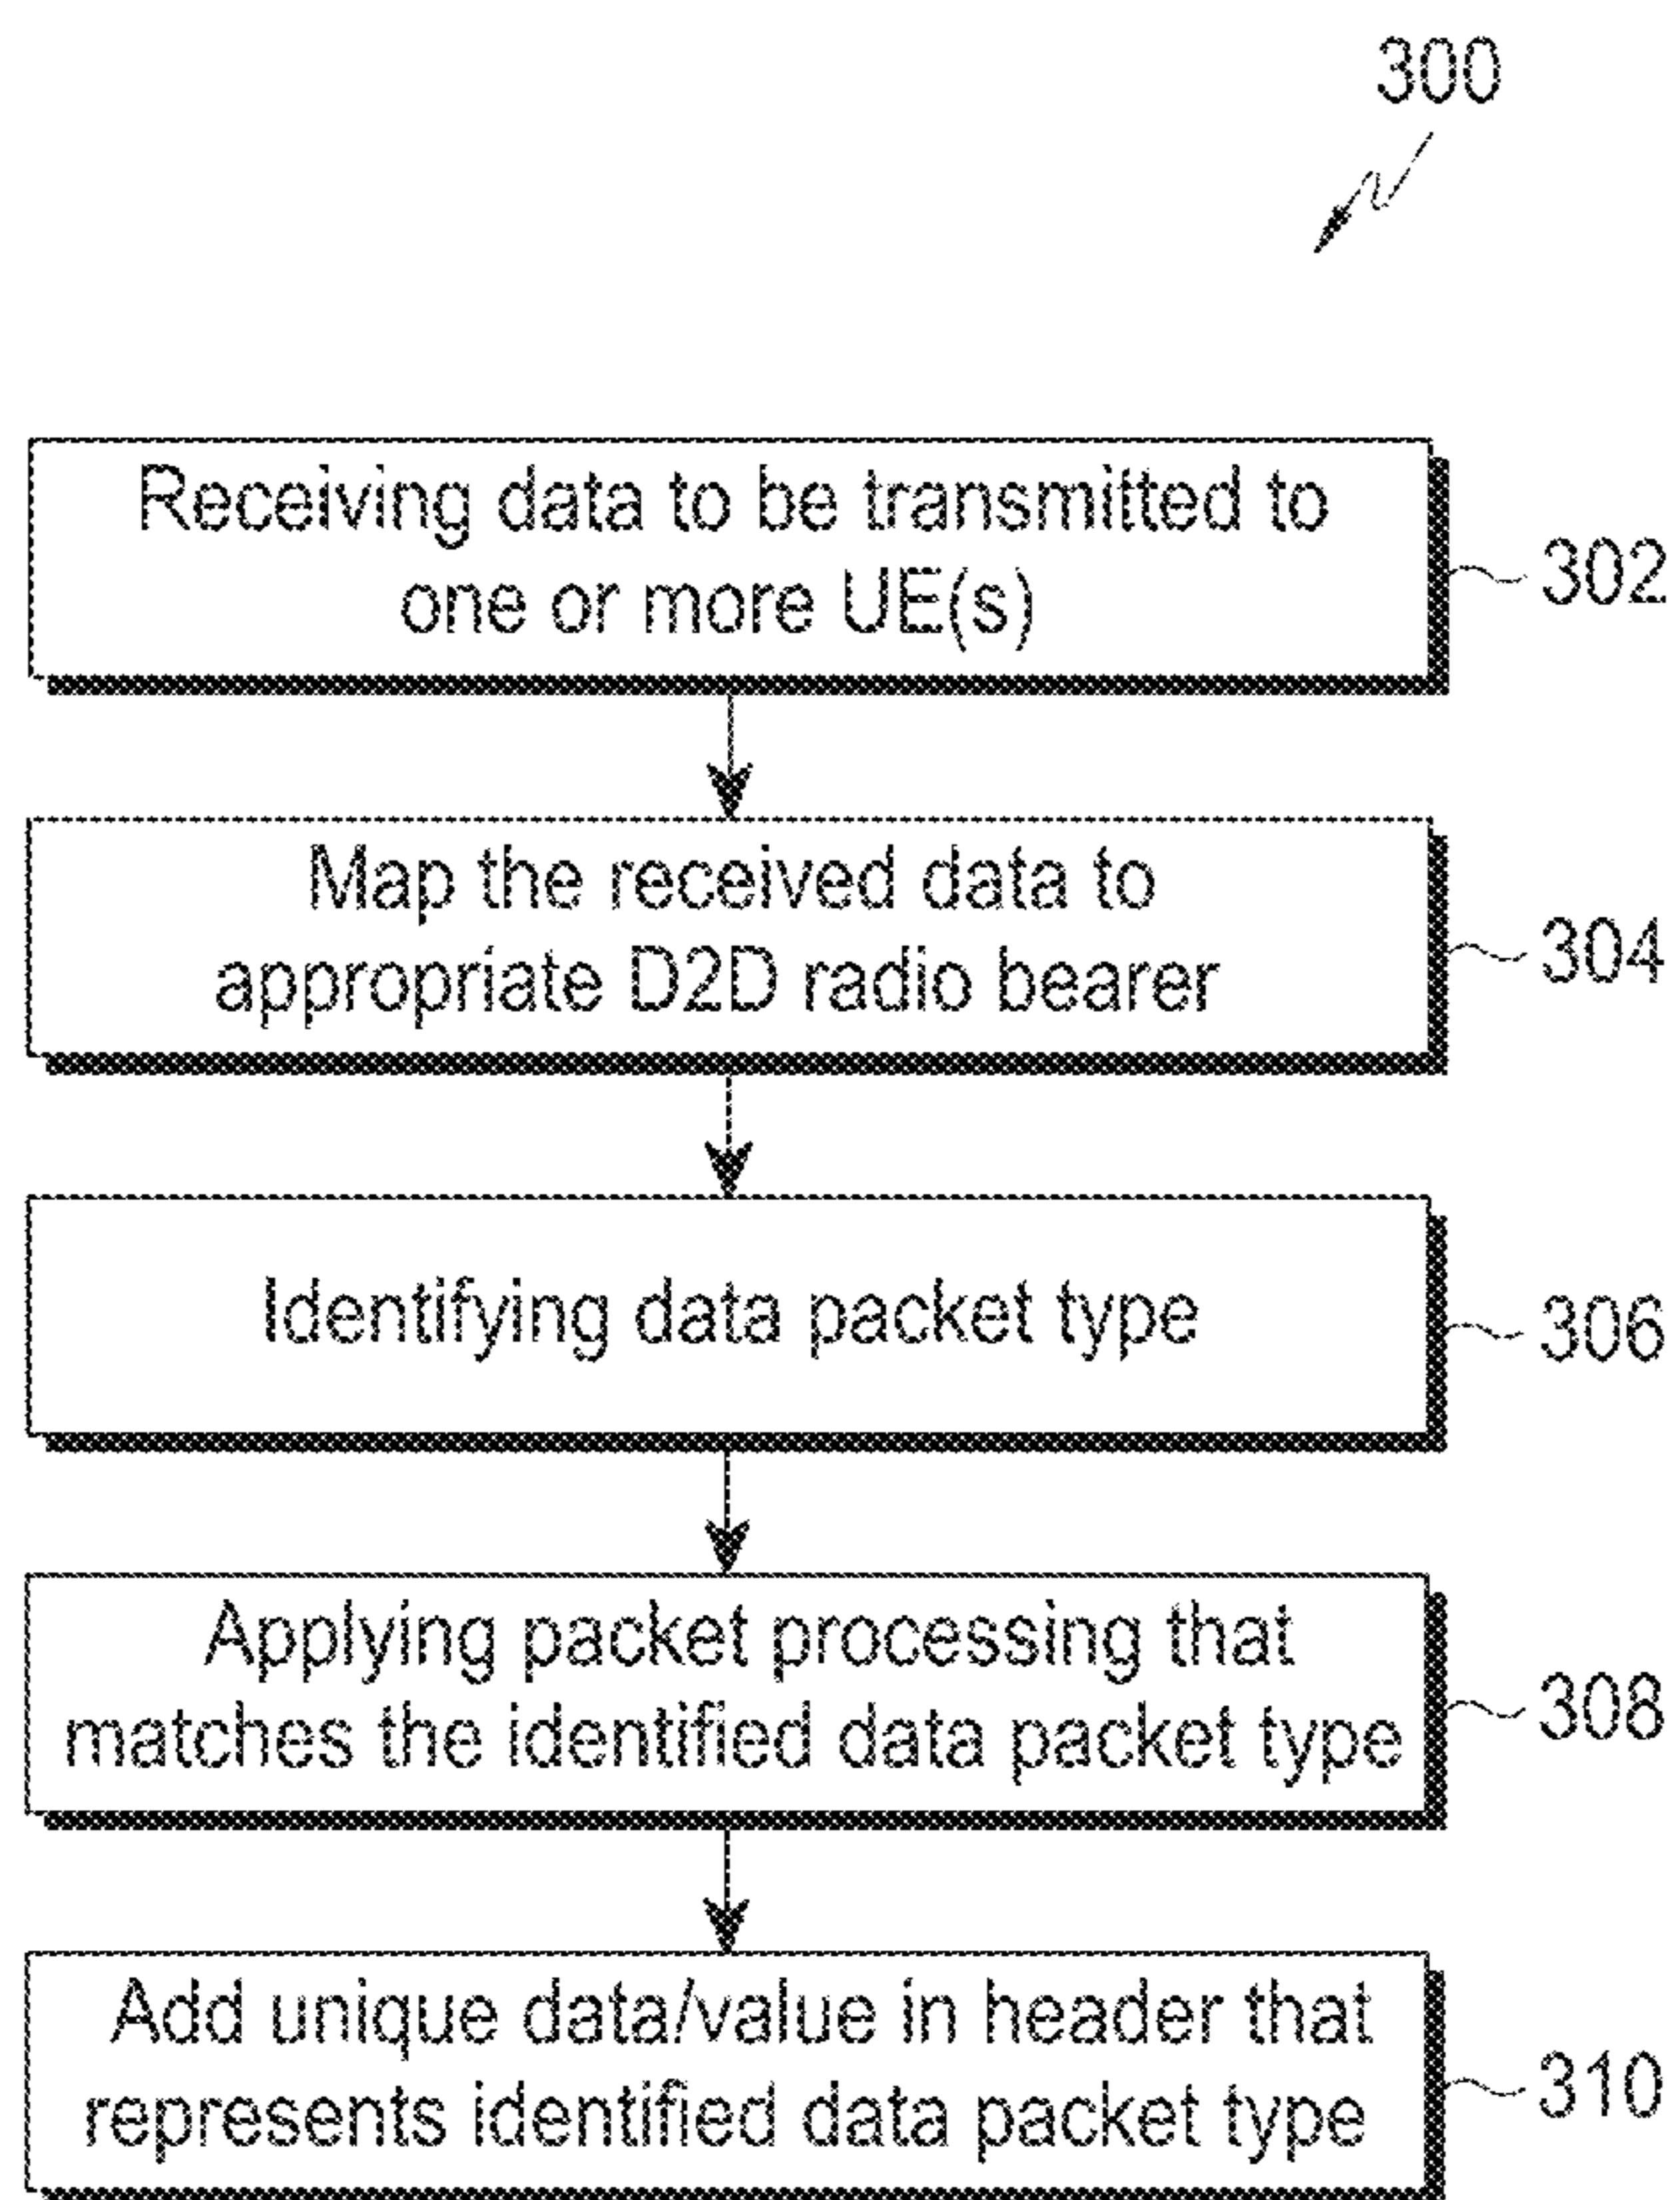 300
Receiving data to be transmitted to
one or more UE(s)
302
Map the received data to
appropriate D2D radio bearer
304
Identifying data packet type
306
Applying packet processing that
matches the identified data packet type
308
Add unique data/value in header that
represents identified data packet type
310